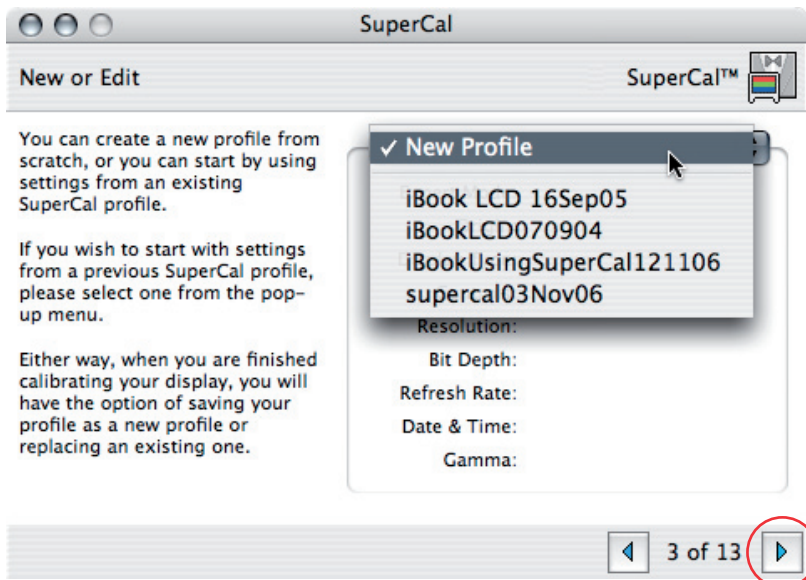 SuperCal
New or Edit
SuperCal™
You can create a new profile from
scratch, or you can start by using
settings from an existing
SuperCal profile.
If you wish to start with settings
from a previous SuperCal profile,
please select one from the pop-
up menu.
Either way, when you are finished
calibrating your display, you will
have the option of saving your
profile as a new profile or
replacing an existing one.
✓ New Profile
iBook LCD 16Sep05
iBookLCD070904
iBookUsingSuperCal121106
supercal03Nov06
Resolution:
Bit Depth:
Refresh Rate:
Date & Time:
Gamma:
3 of 13